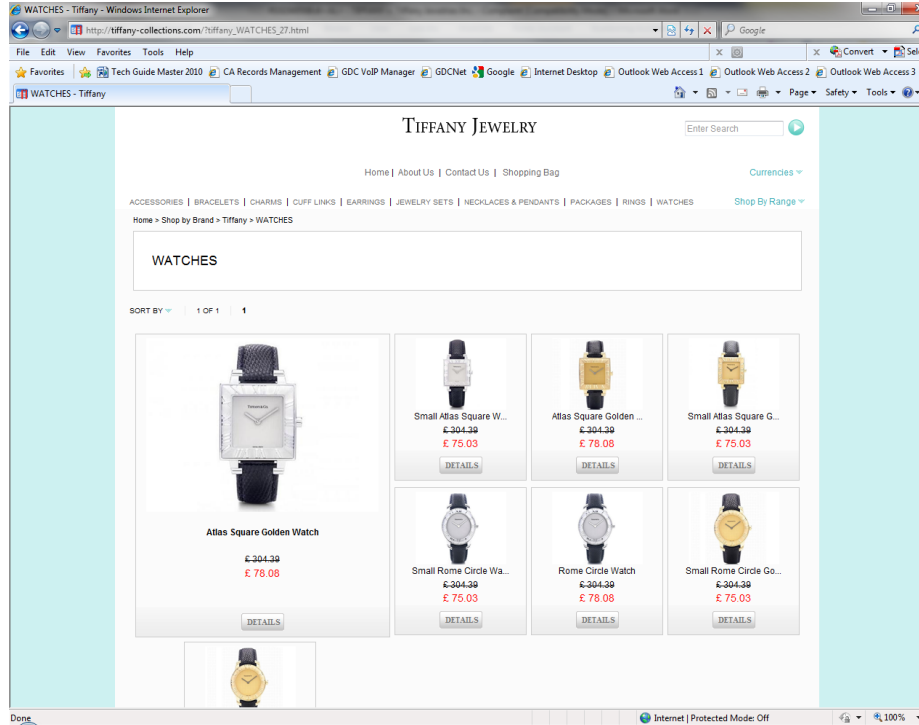 WATCHES - Tiffany - Windows Internet Explorer
http://tiffany-collections.com/?tiffany_WATCHES_27.html
Google
File Edit View Favorites Tools Help
Convert
Sel
Favorites Tech Guide Master 2010 CA Records Management GDC VoIP Manager GDCNet Google Internet Desktop Outlook Web Access 1 Outlook Web Access 2 Outlook Web Access 3
WATCHES - Tiffany
Page Safety Tools
TIFFANY JEWELRY
Enter Search
Home | About Us | Contact Us | Shopping Bag
Currencies
ACCESSORIES | BRACELETS | CHARMS | CUFF LINKS | EARRINGS | JEWELRY SETS | NECKLACES & PENDANTS | PACKAGES | RINGS | WATCHES
Shop By Range
Home > Shop by Brand > Tiffany > WATCHES
WATCHES
SORT BY 1 OF 1 1
Atlas Square Golden Watch
£ 304.39
£ 78.08
DETAILS
Small Atlas Square W...
£ 304.39
£ 75.03
DETAILS
Atlas Square Golden ...
£ 304.39
£ 78.08
DETAILS
Small Atlas Square G...
£ 304.39
£ 75.03
DETAILS
Small Rome Circle Wa...
£ 304.39
£ 75.03
DETAILS
Rome Circle Watch
£ 304.39
£ 78.08
DETAILS
Small Rome Circle Go...
£ 304.39
£ 75.03
DETAILS
Done
Internet | Protected Mode: Off
100%